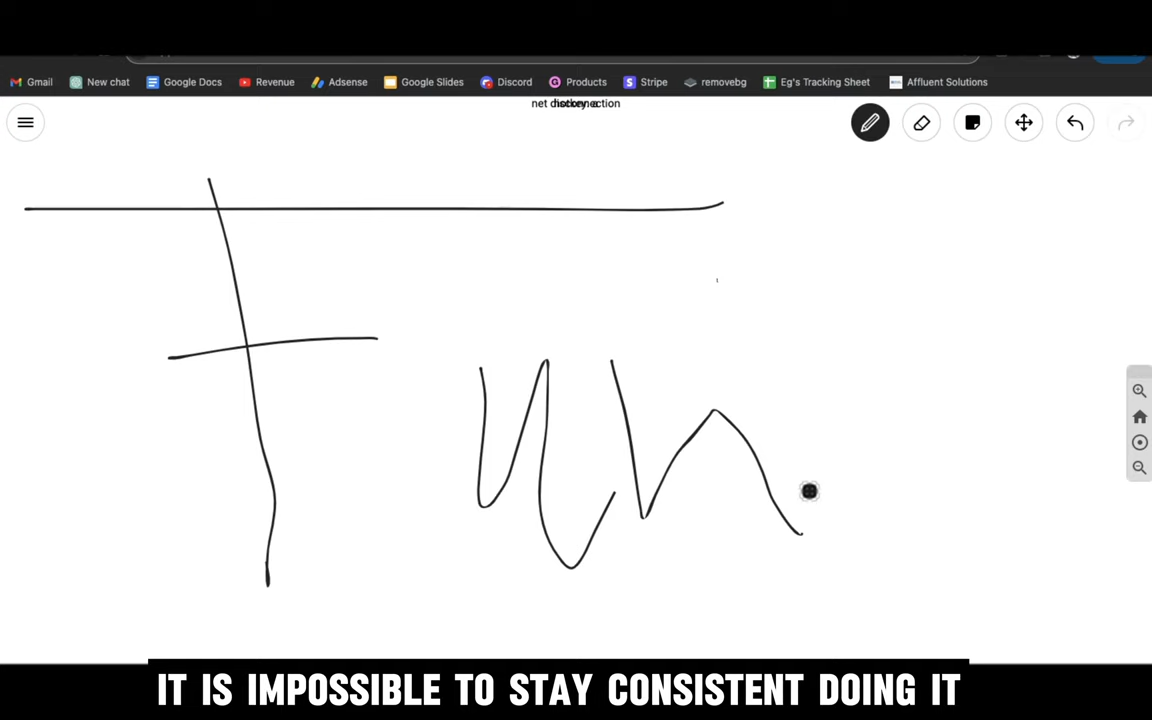 Gmail New chat Google Docs Revenue Adsense Google Slides Discord Products Stripe removebg Eg's Tracking Sheet Affluent Solutions
Fun
IT IS IMPOSSIBLE TO STAY CONSISTENT DOING IT